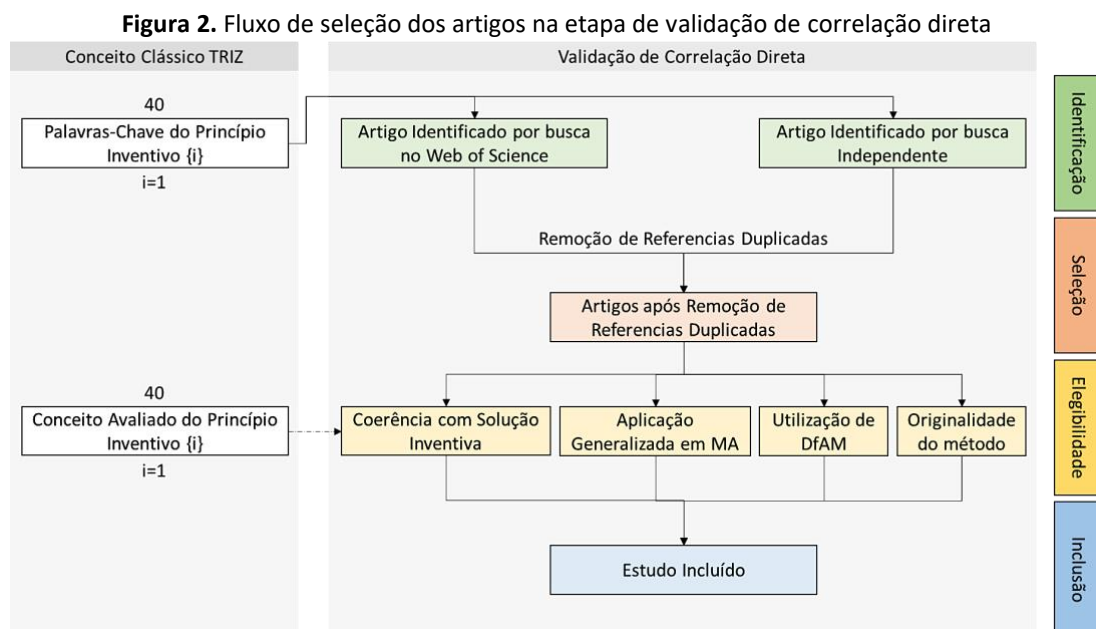 Figura 2. Fluxo de seleção dos artigos na etapa de validação de correlação direta
Conceito Clássico TRIZ
Validação de Correlação Direta
40
Palavras-Chave do Princípio
Inventivo {i}
i=1
Artigo Identificado por busca
no Web of Science
Artigo Identificado por busca
Independente
Identificação
Remoção de Referencias Duplicadas
Artigos após Remoção de
Referencias Duplicadas
Seleção
40
Conceito Avaliado do Princípio
Inventivo {i}
i=1
Coerência com Solução
Inventiva
Aplicação
Generalizada em MA
Utilização de
DfAM
Originalidade
do método
Elegibilidade
Estudo Incluído
Inclusão